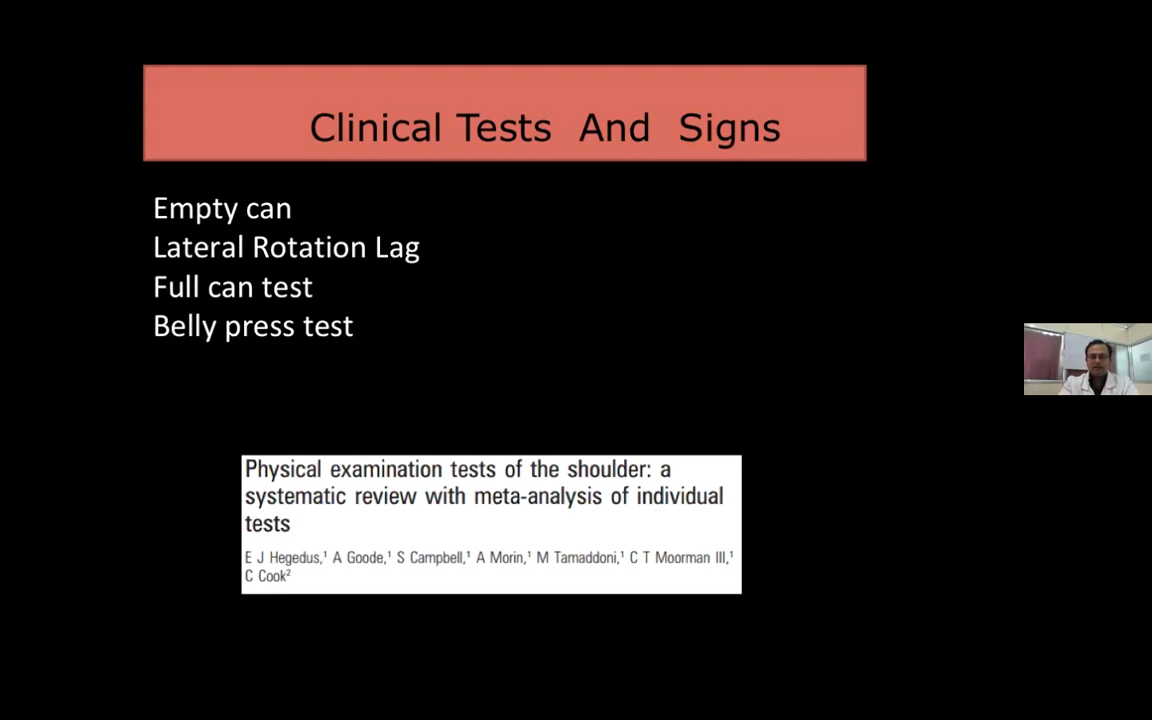 Clinical Tests And Signs
Empty can
Lateral Rotation Lag
Full can test
Belly press test
Physical examination tests of the shoulder: a
systematic review with meta-analysis of individual
tests
E J Hegedus,¹ A Goode,¹ S Campbell,¹ A Morin,¹ M Tamaddoni,¹ C T Moorman III,¹
C Cook²